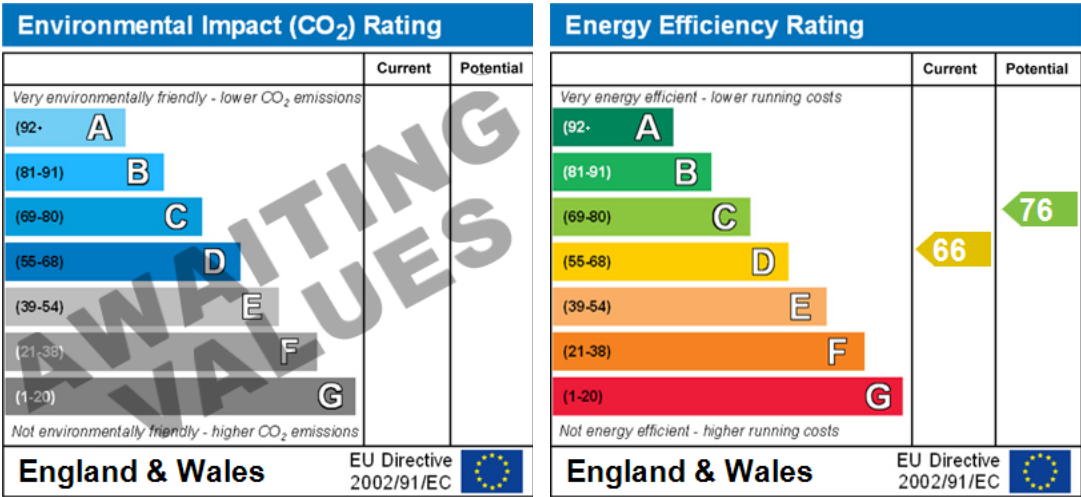 Environmental Impact (CO2) Rating
Current Potential
Very environmentally friendly - lower CO2 emissions
(92+ A
(81-91) B
(69-80) C
(55-68) D
(39-54) E
(21-38) F
(1-20) G
Not environmentally friendly - higher CO2 emissions
AWAITING
VALUES
England & Wales
EU Directive
2002/91/EC
Energy Efficiency Rating
Current Potential
Very energy efficient - lower running costs
(92+ A
(81-91) B
(69-80) C
76
(55-68) D
66
(39-54) E
(21-38) F
(1-20) G
Not energy efficient - higher running costs
England & Wales
EU Directive
2002/91/EC